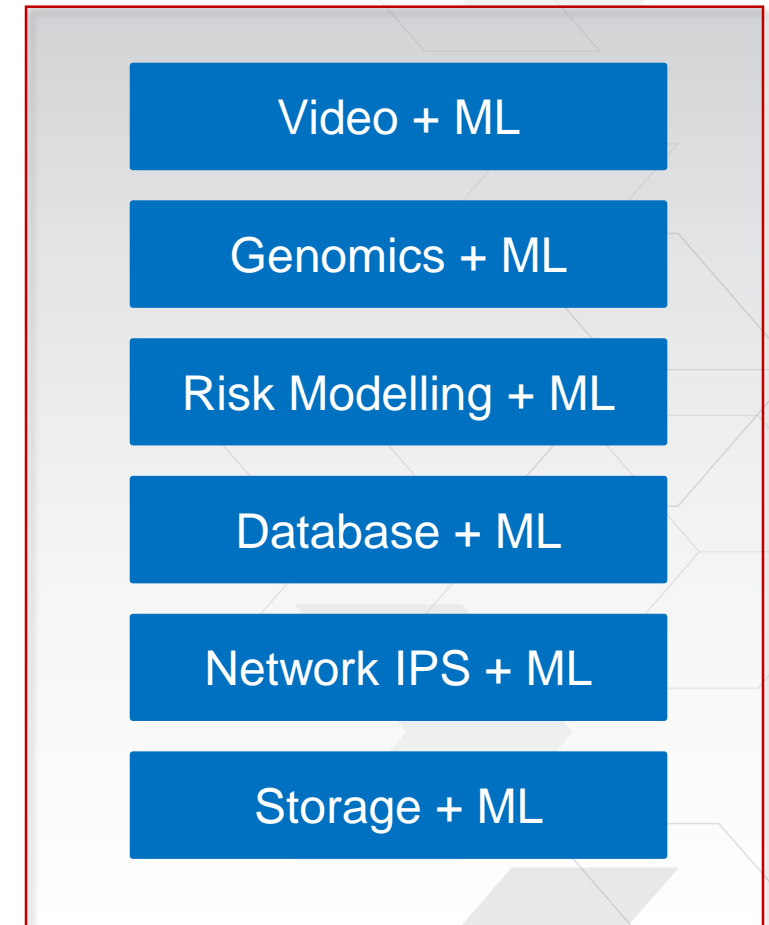 Video + ML
Genomics + ML
Risk Modelling + ML
Database + ML
Network IPS + ML
Storage + ML